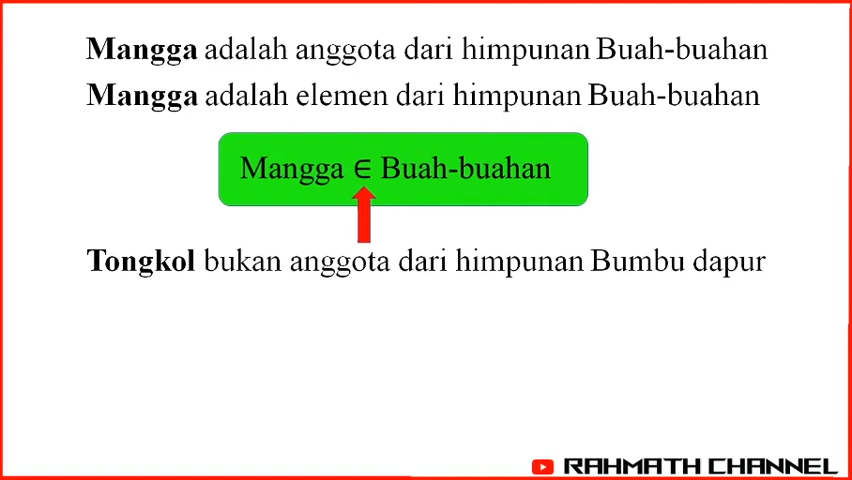 Mangga adalah anggota dari himpunan Buah-buahan
Mangga adalah elemen dari himpunan Buah-buahan
Mangga ∈ Buah-buahan
Tongkol bukan anggota dari himpunan Bumbu dapur
RAHMATH CHANNEL